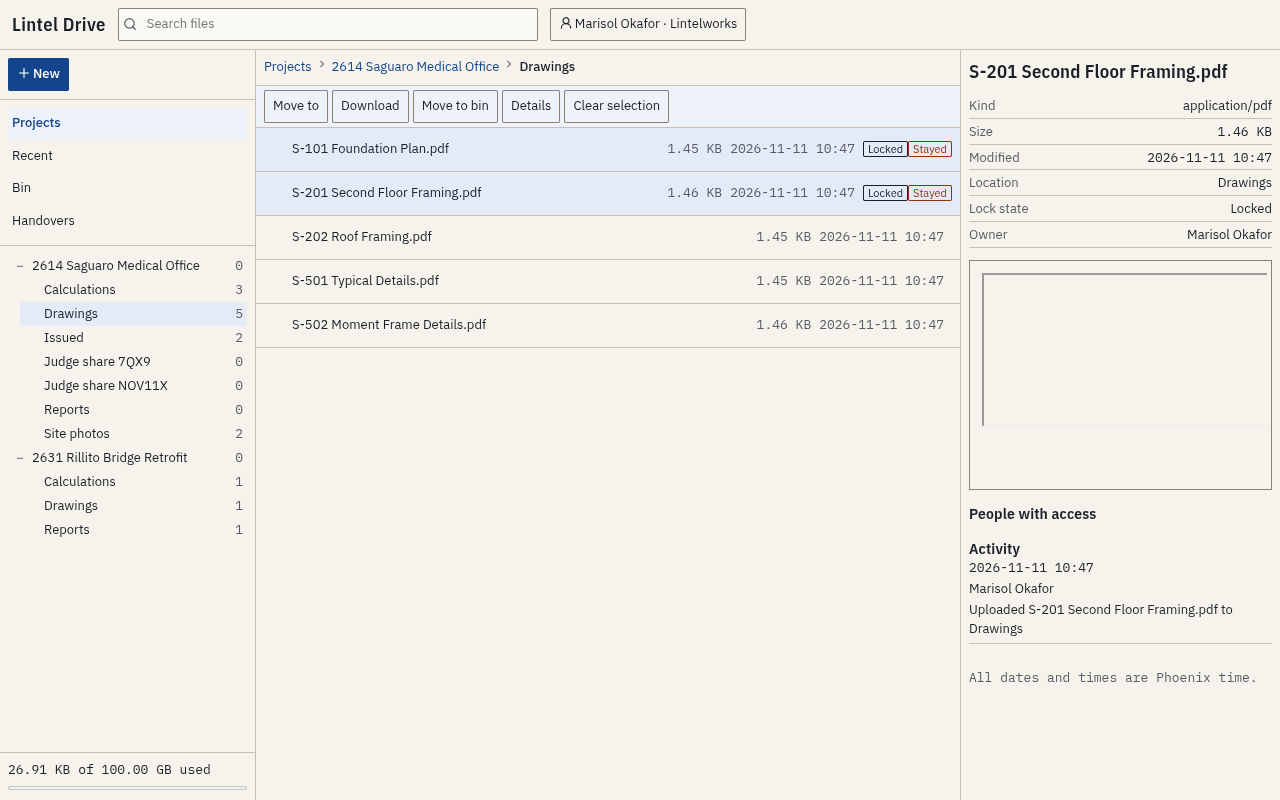 Lintel Drive
Search files
Marisol Okafor · Lintelworks
New
Projects
Recent
Bin
Handovers
2614 Saguaro Medical Office 0
Calculations 3
Drawings 5
Issued 2
Judge share 7QX9 0
Judge share NOV11X 0
Reports 0
Site photos 2
2631 Rillito Bridge Retrofit 0
Calculations 1
Drawings 1
Reports 1
26.91 KB of 100.00 GB used
Projects > 2614 Saguaro Medical Office > Drawings
Move to Download Move to bin Details Clear selection
S-101 Foundation Plan.pdf 1.45 KB 2026-11-11 10:47 Locked Stayed
S-201 Second Floor Framing.pdf 1.46 KB 2026-11-11 10:47 Locked Stayed
S-202 Roof Framing.pdf 1.45 KB 2026-11-11 10:47
S-501 Typical Details.pdf 1.45 KB 2026-11-11 10:47
S-502 Moment Frame Details.pdf 1.46 KB 2026-11-11 10:47
S-201 Second Floor Framing.pdf
Kind application/pdf
Size 1.46 KB
Modified 2026-11-11 10:47
Location Drawings
Lock state Locked
Owner Marisol Okafor
People with access
Activity
2026-11-11 10:47
Marisol Okafor
Uploaded S-201 Second Floor Framing.pdf to
Drawings
All dates and times are Phoenix time.